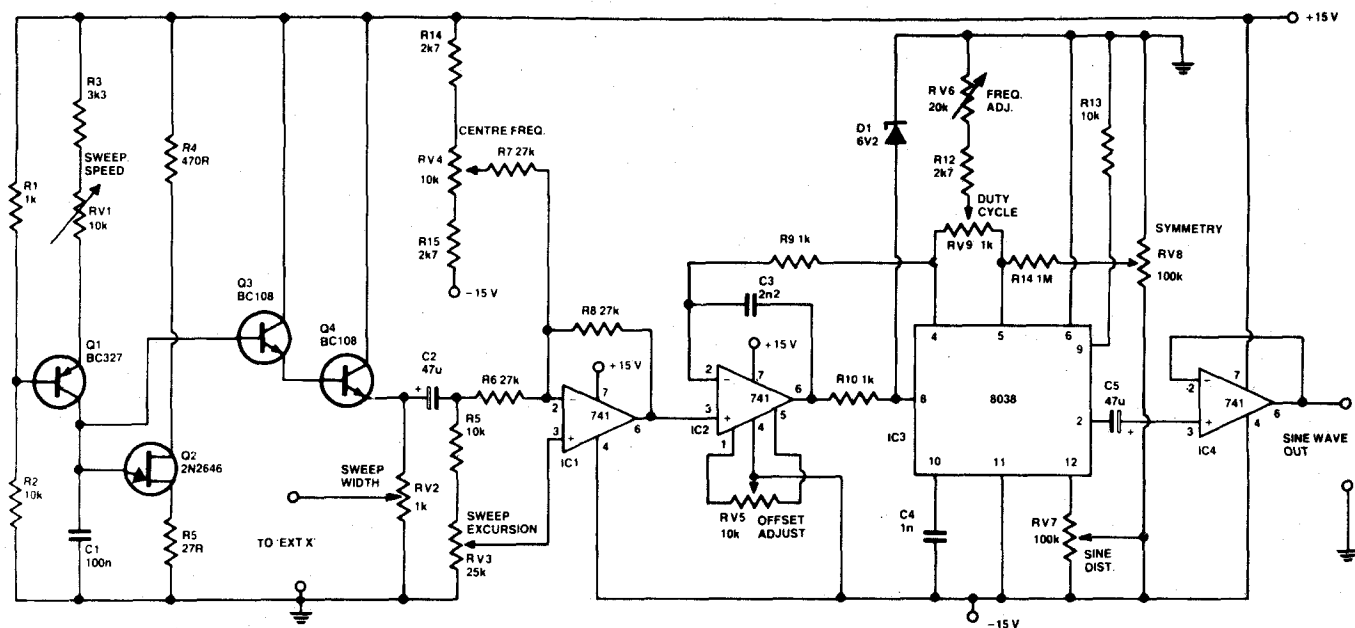 R14
2k7
+15 V
R3
3k3
SWEEP
SPEED
R4
470R
R1
1k
RV1
10k
CENTRE FREQ.
R7 27k
RV4
10k
R15
2k7
−15 V
RV6
20k
FREQ.
ADJ.
R13
10k
D1
6V2
R12
2k7
DUTY
CYCLE
RV9 1k
R14 1M
SYMMETRY
RV8
100k
R9 1k
C3
2n2
Q3
BC108
Q4
BC108
R8 27k
+15 V
+15 V
Q1
BC327
C2
47u
+
R6 27k
R5
10k
2
−
3
+
741
7
6
4
IC1
2
−
3
+
741
7
6
5
1
4
IC2
R10 1k
4
5
6
9
8
8038
2
IC3
10
11
12
C5
47u
+
2
−
3
+
741
7
6
4
IC4
SINE WAVE
OUT
Q2
2N2646
R2
10k
C1
100n
R5
27R
SWEEP
WIDTH
RV2
1k
SWEEP
EXCURSION
RV3
25k
TO 'EXT X'
RV5
10k
OFFSET
ADJUST
C4
1n
RV7
100k
SINE
DIST.
−15 V